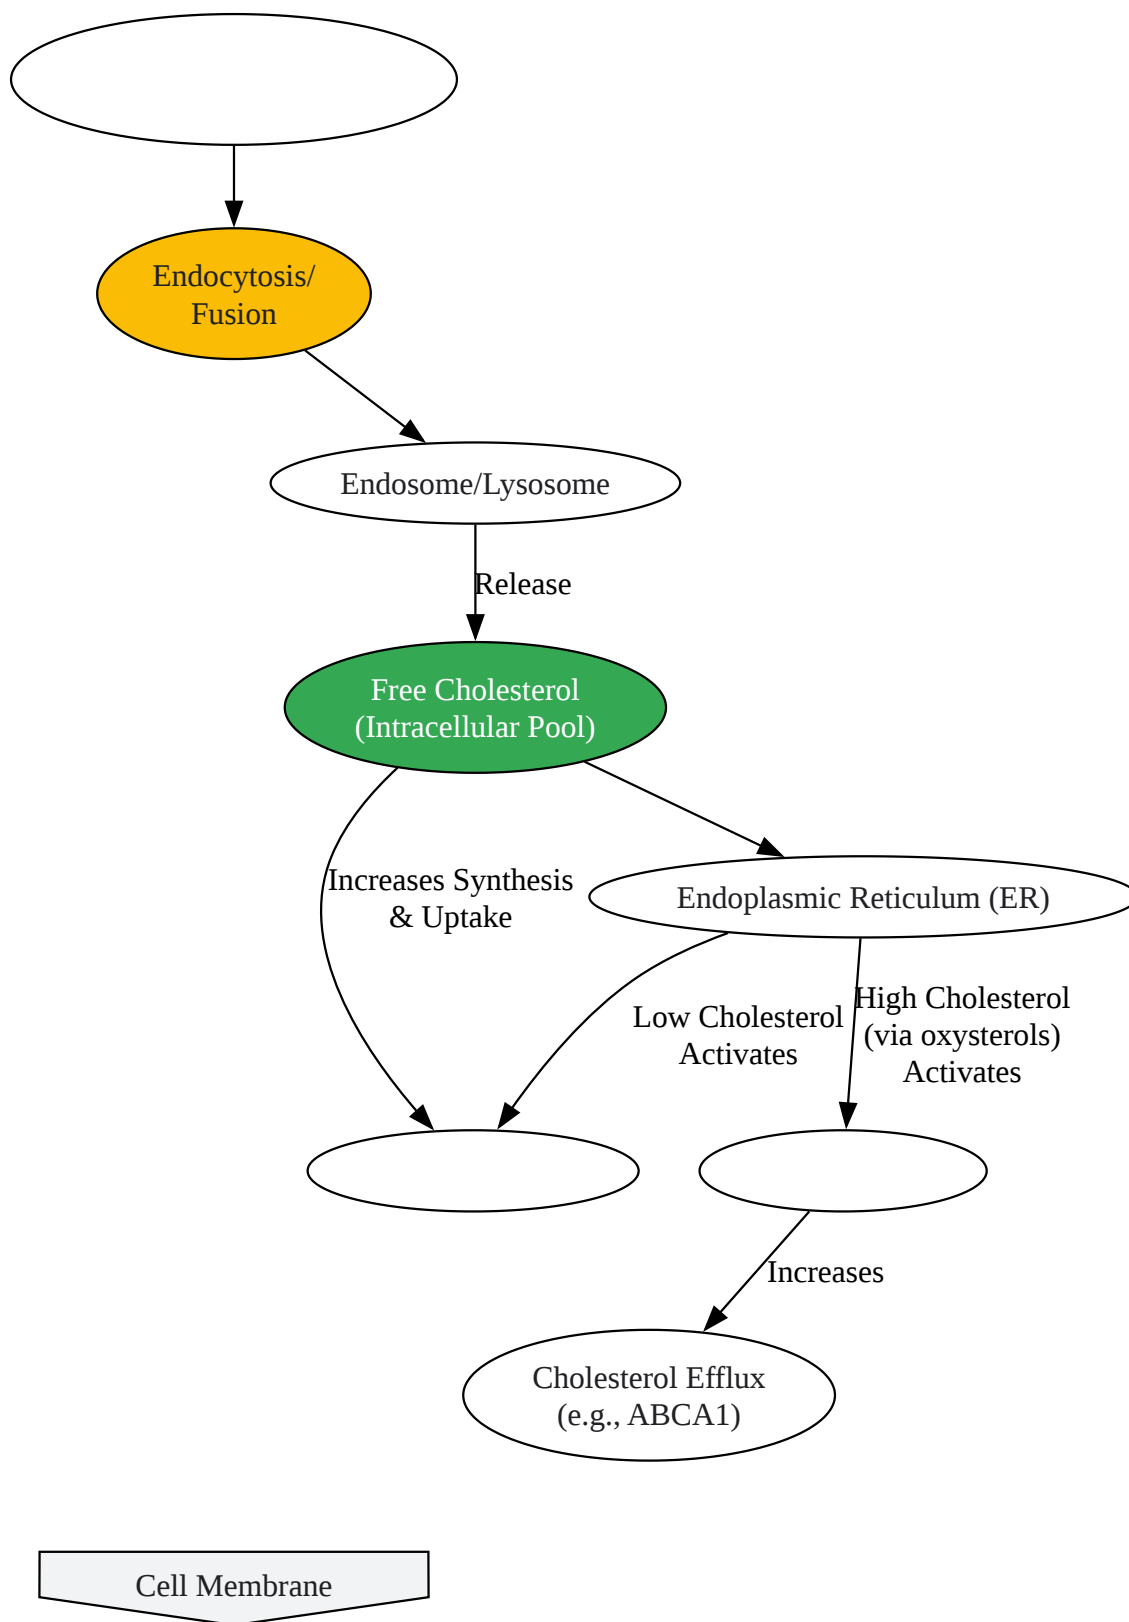 Endocytosis/
Fusion
Endosome/Lysosome
Release
Free Cholesterol
(Intracellular Pool)
Increases Synthesis
& Uptake
Endoplasmic Reticulum (ER)
Low Cholesterol
Activates
High Cholesterol
(via oxysterols)
Activates
Increases
Cholesterol Efflux
(e.g., ABCA1)
Cell Membrane